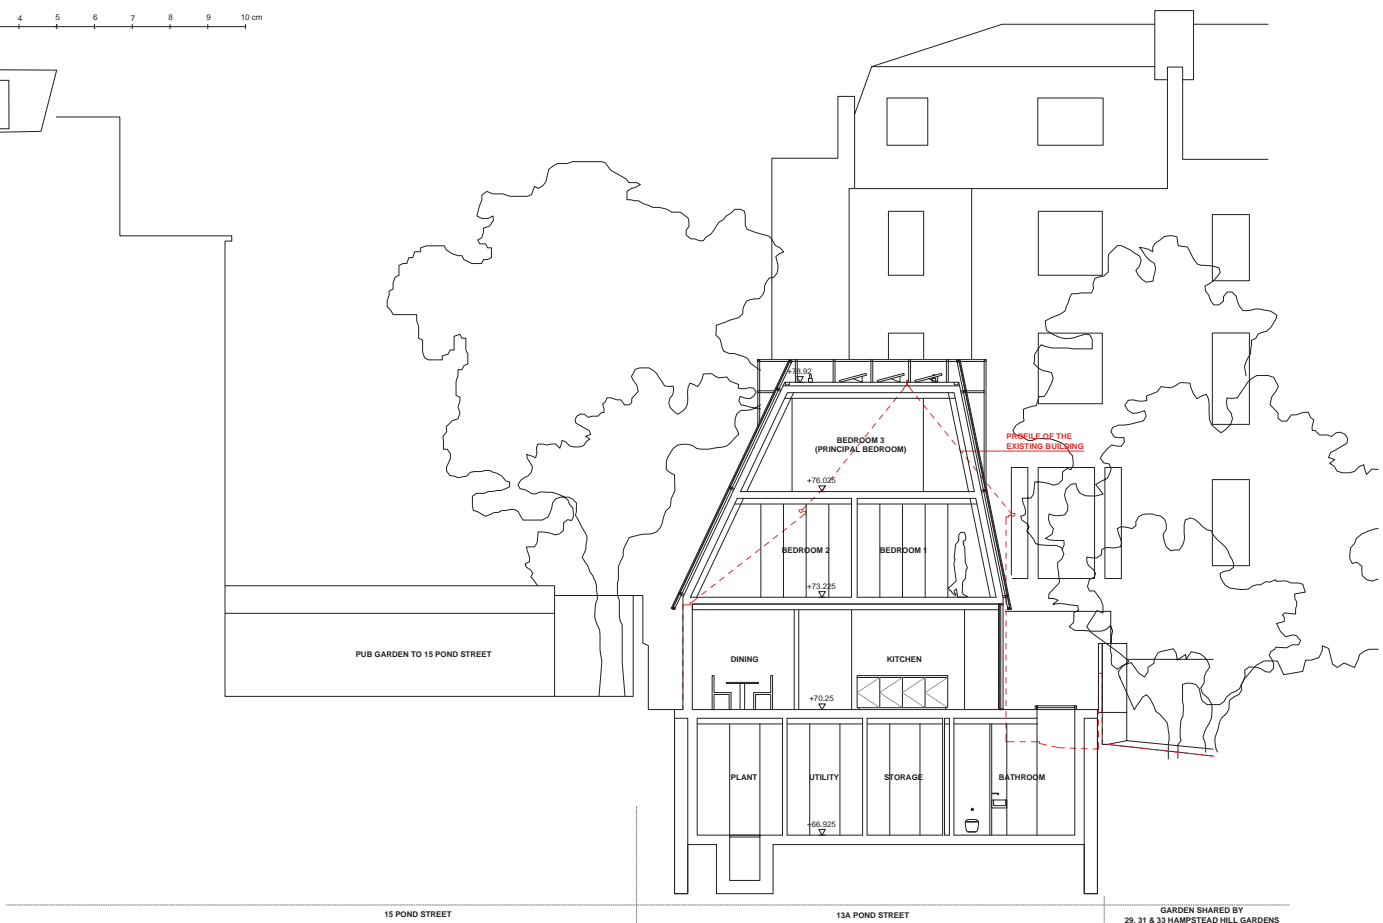 4 5 6 7 8 9 10 cm
+78.92
BEDROOM 3
(PRINCIPAL BEDROOM)
PROFILE OF THE
EXISTING BUILDING
+76.025
BEDROOM 2 BEDROOM 1
+73.225
PUB GARDEN TO 15 POND STREET
DINING KITCHEN
+70.25
PLANT UTILITY STORAGE BATHROOM
+66.925
15 POND STREET
13A POND STREET
GARDEN SHARED BY
29, 31 & 33 HAMPSTEAD HILL GARDENS